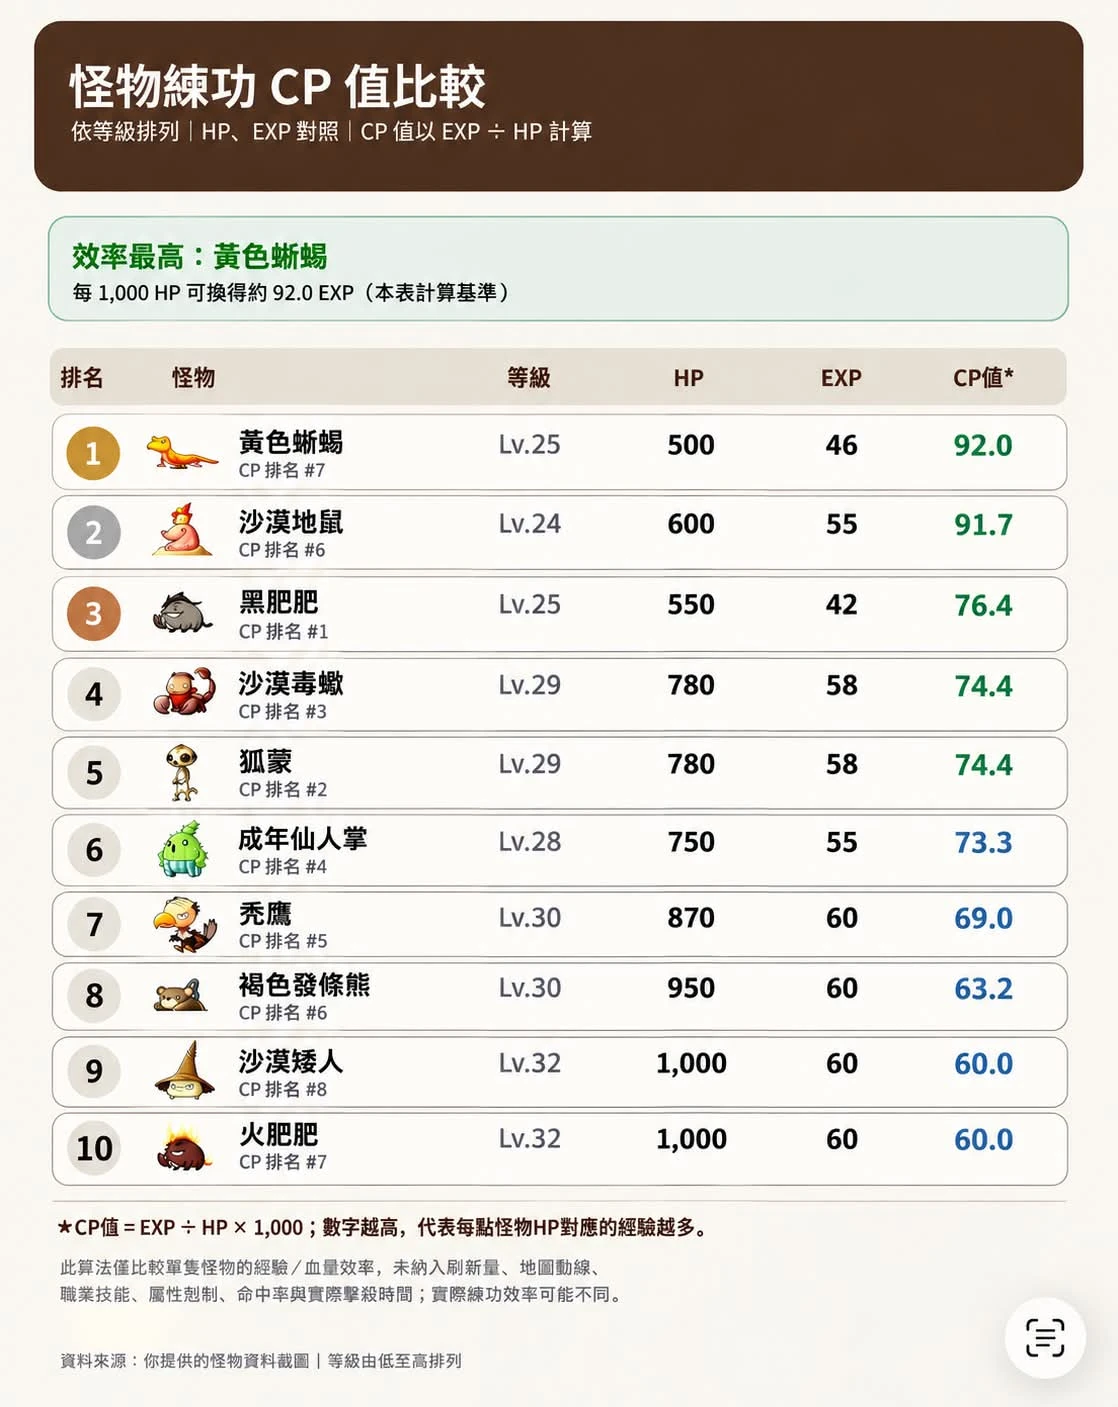 怪物練功 CP 值比較
依等級排列｜HP、EXP 對照｜CP 值以 EXP ÷ HP 計算
效率最高：黃色蜥蜴
每 1,000 HP 可換得約 92.0 EXP（本表計算基準）
排名 怪物 等級 HP EXP CP值*
1 黃色蜥蜴 Lv.25 500 46 92.0
CP 排名 #7
2 沙漠地鼠 Lv.24 600 55 91.7
CP 排名 #6
3 黑肥肥 Lv.25 550 42 76.4
CP 排名 #1
4 沙漠毒蠍 Lv.29 780 58 74.4
CP 排名 #3
5 狐蒙 Lv.29 780 58 74.4
CP 排名 #2
6 成年仙人掌 Lv.28 750 55 73.3
CP 排名 #4
7 禿鷹 Lv.30 870 60 69.0
CP 排名 #5
8 褐色發條熊 Lv.30 950 60 63.2
CP 排名 #6
9 沙漠矮人 Lv.32 1,000 60 60.0
CP 排名 #8
10 火肥肥 Lv.32 1,000 60 60.0
CP 排名 #7
★CP值 = EXP ÷ HP × 1,000；數字越高，代表每點怪物HP對應的經驗越多。
此算法僅比較單隻怪物的經驗／血量效率，未納入刷新量、地圖動線、
職業技能、屬性剋制、命中率與實際擊殺時間；實際練功效率可能不同。
資料來源：你提供的怪物資料截圖｜等級由低至高排列